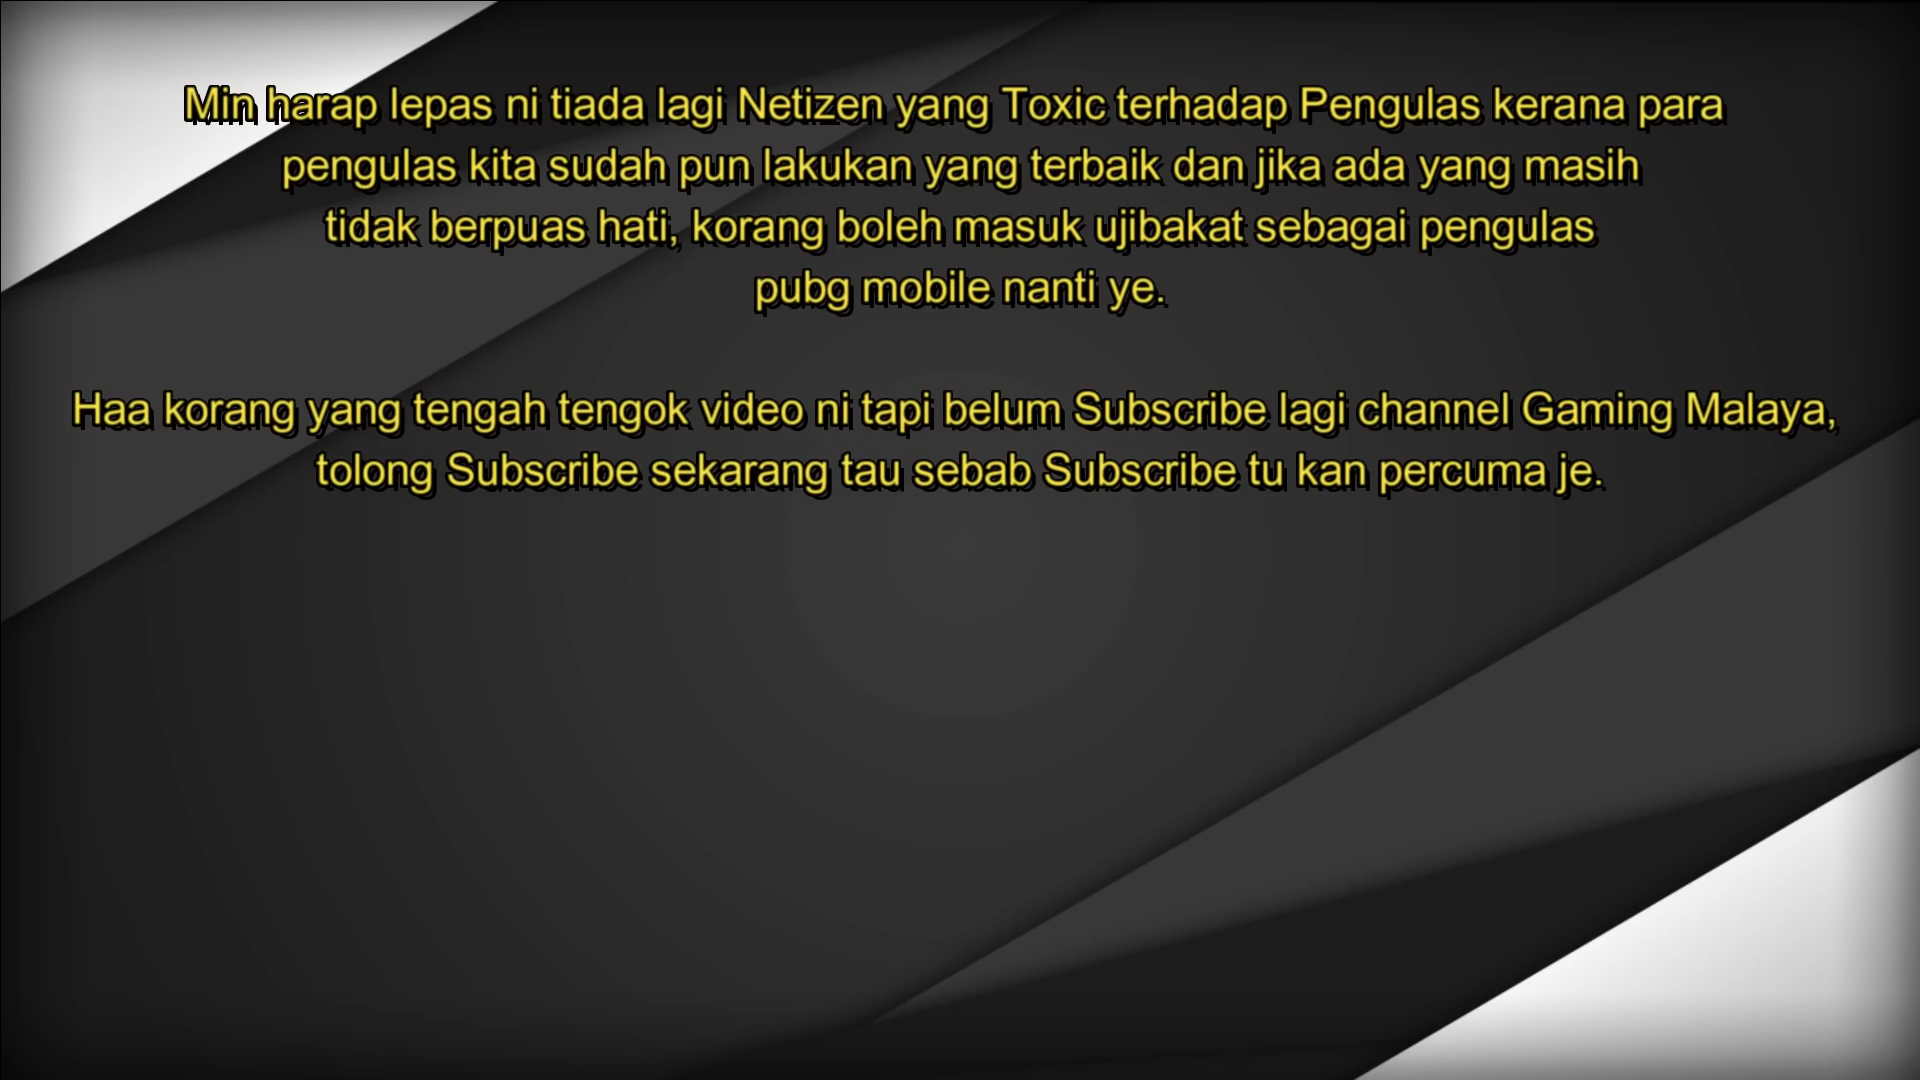 Min harap lepas ni tiada lagi Netizen yang Toxic terhadap Pengulas kerana para
pengulas kita sudah pun lakukan yang terbaik dan jika ada yang masih
tidak berpuas hati, korang boleh masuk ujibakat sebagai pengulas
pubg mobile nanti ye.
Haa korang yang tengah tengok video ni tapi belum Subscribe lagi channel Gaming Malaya,
tolong Subscribe sekarang tau sebab Subscribe tu kan percuma je.